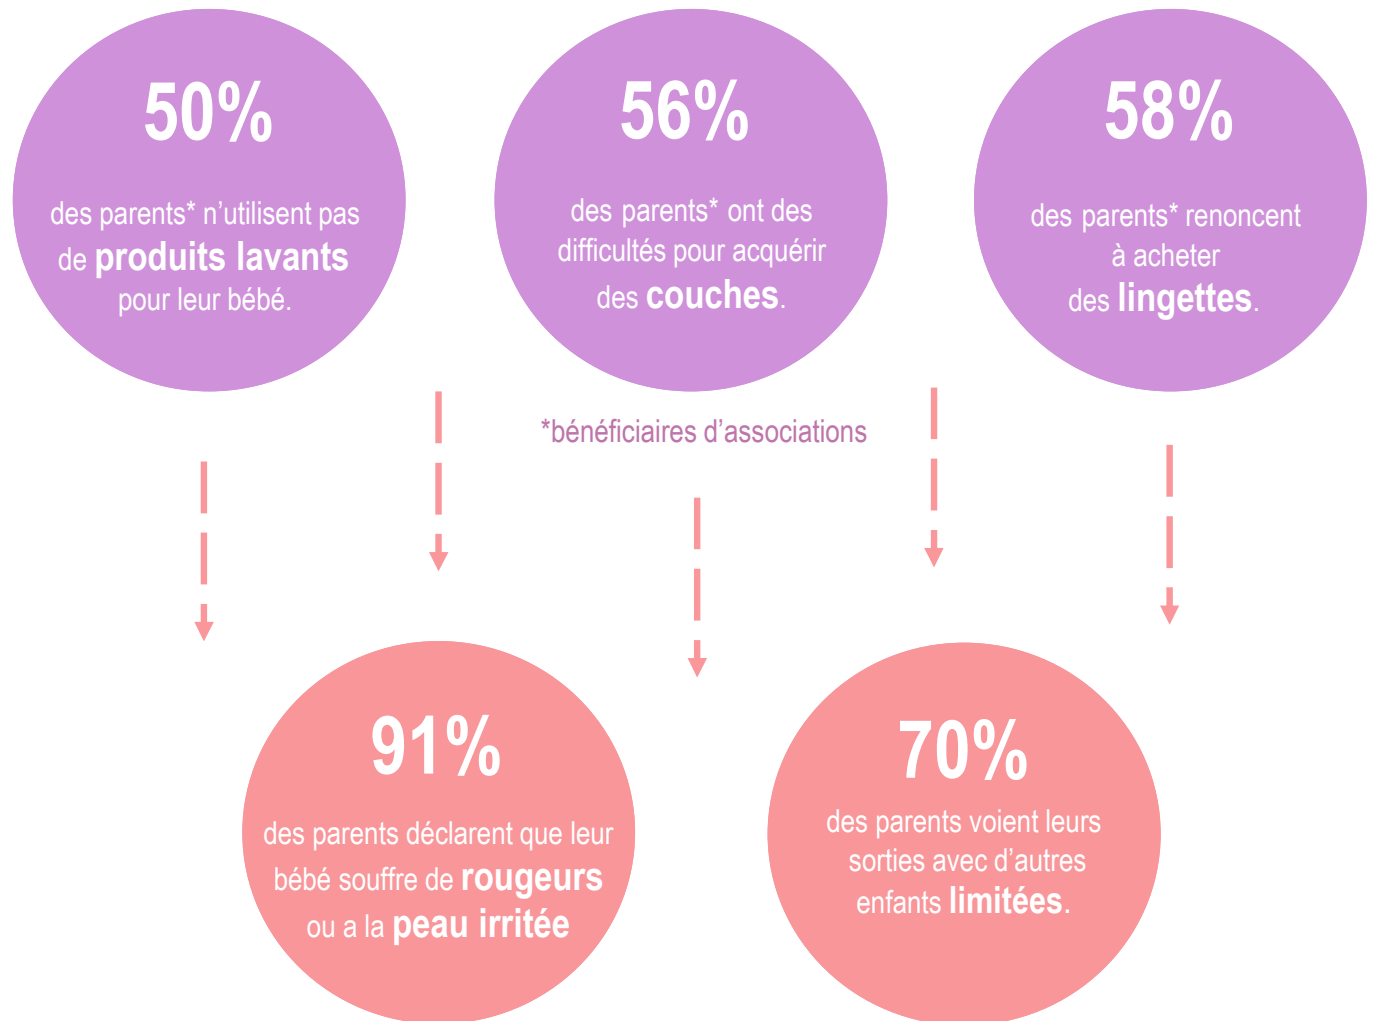 50%
des parents* n’utilisent pas
de produits lavants
pour leur bébé.
56%
des parents* ont des
difficultés pour acquérir
des couches.
58%
des parents* renoncent
à acheter
des lingettes.
*bénéficiaires d’associations
91%
des parents déclarent que leur
bébé souffre de rougeurs
ou a la peau irritée
70%
des parents voient leurs
sorties avec d’autres
enfants limitées.